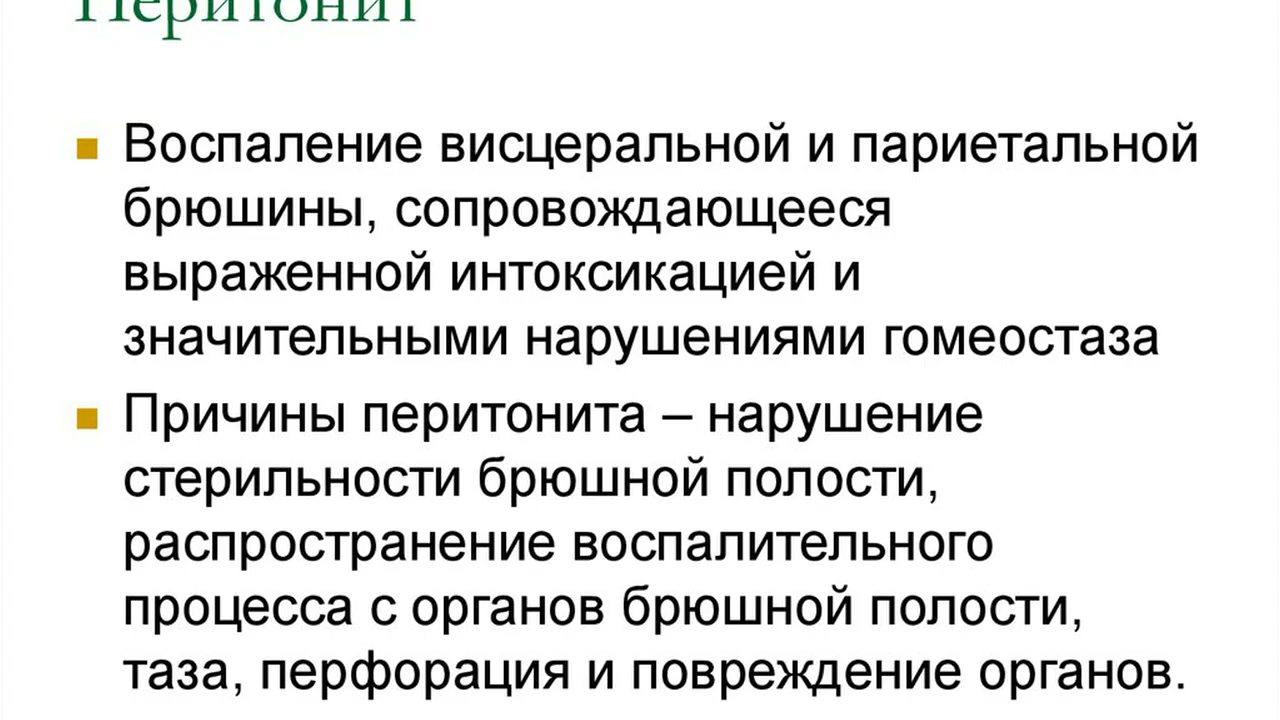 Перитонит
Воспаление висцеральной и париетальной
брюшины, сопровождающееся
выраженной интоксикацией и
значительными нарушениями гомеостаза
Причины перитонита – нарушение
стерильности брюшной полости,
распространение воспалительного
процесса с органов брюшной полости,
таза, перфорация и повреждение органов.